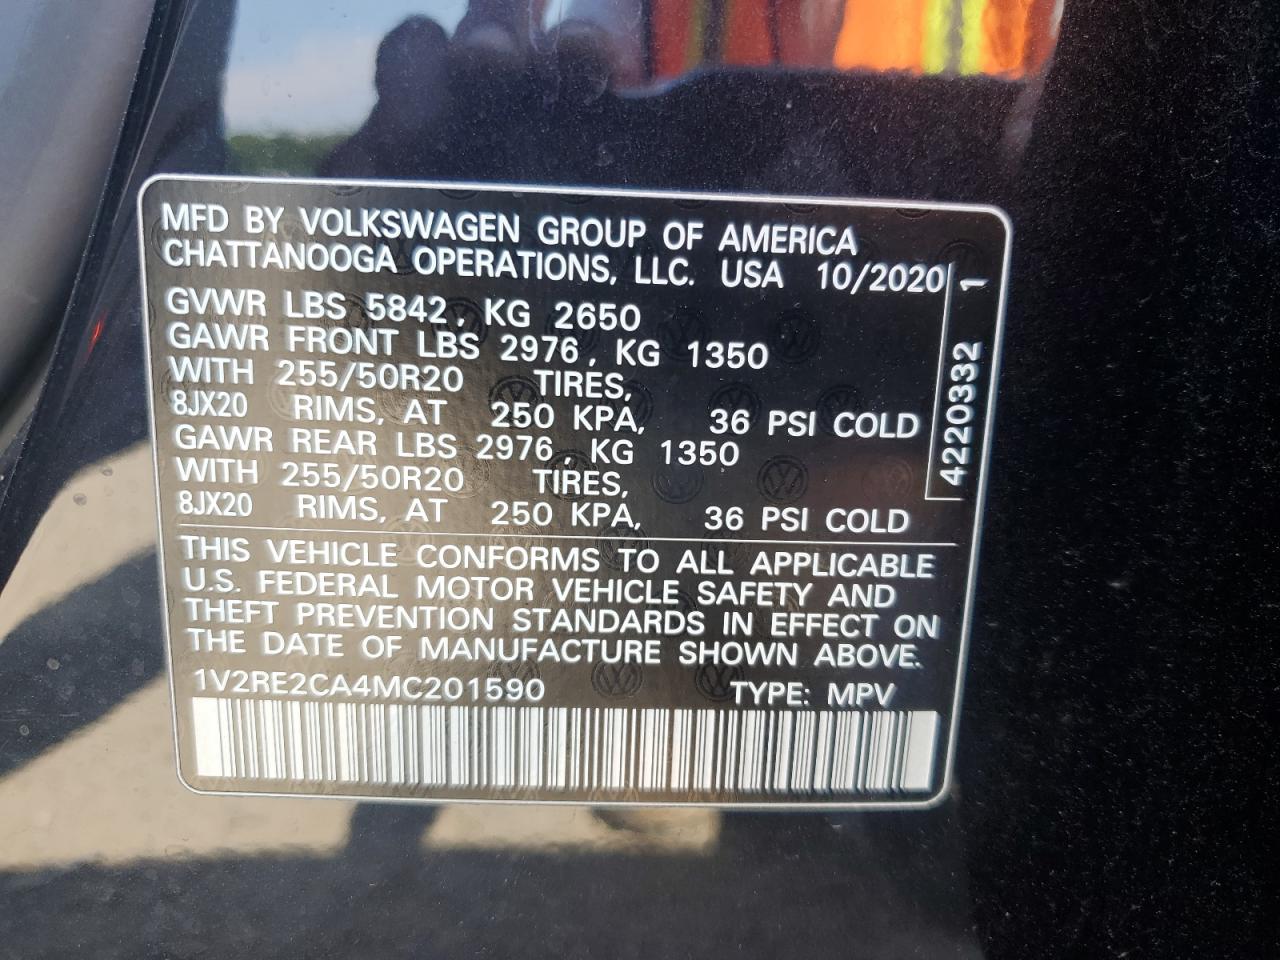 MFD BY VOLKSWAGEN GROUP OF AMERICA
CHATTANOOGA OPERATIONS, LLC. USA 10/2020
GVWR LBS 5842, KG 2650
GAWR FRONT LBS 2976, KG 1350
WITH 255/50R20 TIRES,
8JX20 RIMS, AT 250 KPA, 36 PSI COLD
GAWR REAR LBS 2976, KG 1350
WITH 255/50R20 TIRES,
8JX20 RIMS, AT 250 KPA, 36 PSI COLD
4220332 1
THIS VEHICLE CONFORMS TO ALL APPLICABLE
U.S. FEDERAL MOTOR VEHICLE SAFETY AND
THEFT PREVENTION STANDARDS IN EFFECT ON
THE DATE OF MANUFACTURE SHOWN ABOVE.
1V2RE2CA4MC201590 TYPE: MPV